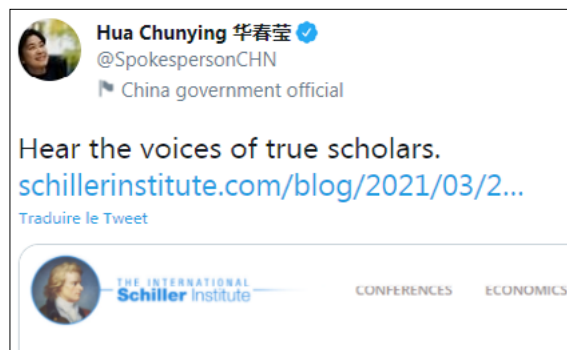 Hua Chunying 华春莹
@SpokespersonCHN
China government official
Hear the voices of true scholars.
schillerinstitute.com/blog/2021/03/2...
Traduire le Tweet
THE INTERNATIONAL
Schiller Institute
CONFERENCES ECONOMICS